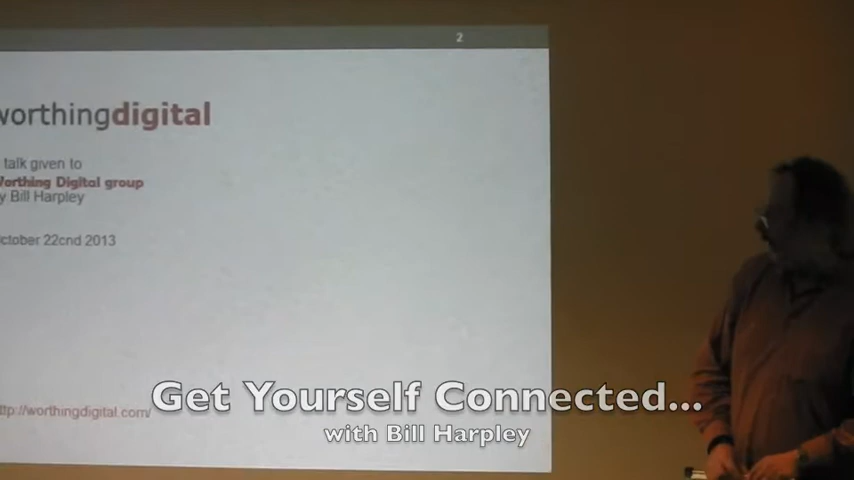 2
worthingdigital
talk given to
Worthing Digital group
y Bill Harpley
ctober 22cnd 2013
ttp://worthingdigital.com/
Get Yourself Connected...
with Bill Harpley